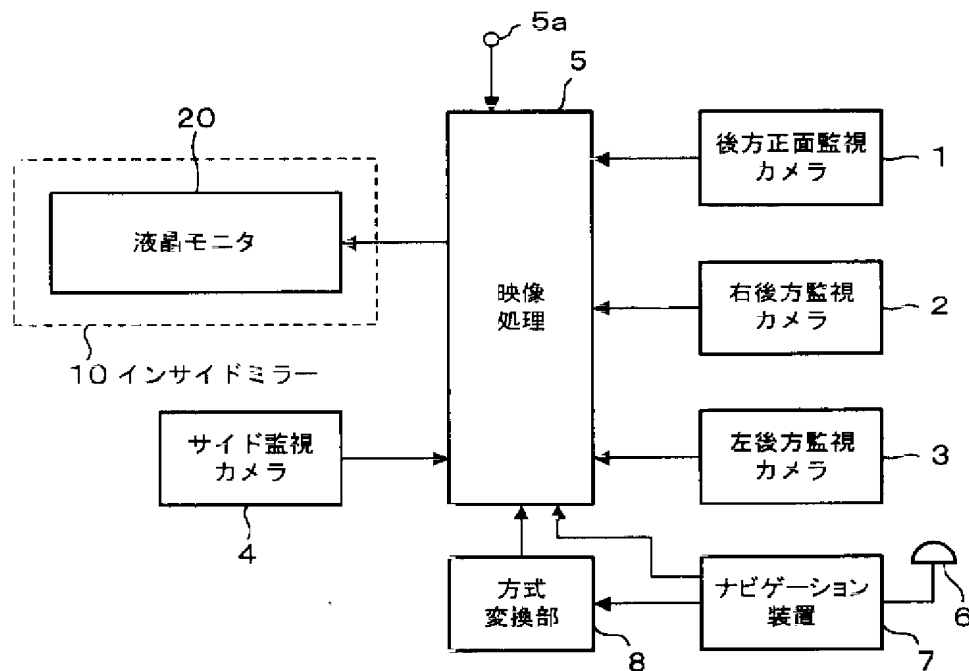 5a
5
20
後方正面監視
カメラ
1
液晶モニタ
映像
処理
右後方監視
カメラ
2
10 インサイドミラー
サイド監視
カメラ
4
左後方監視
カメラ
3
方式
変換部
8
ナビゲーション
装置
7
6